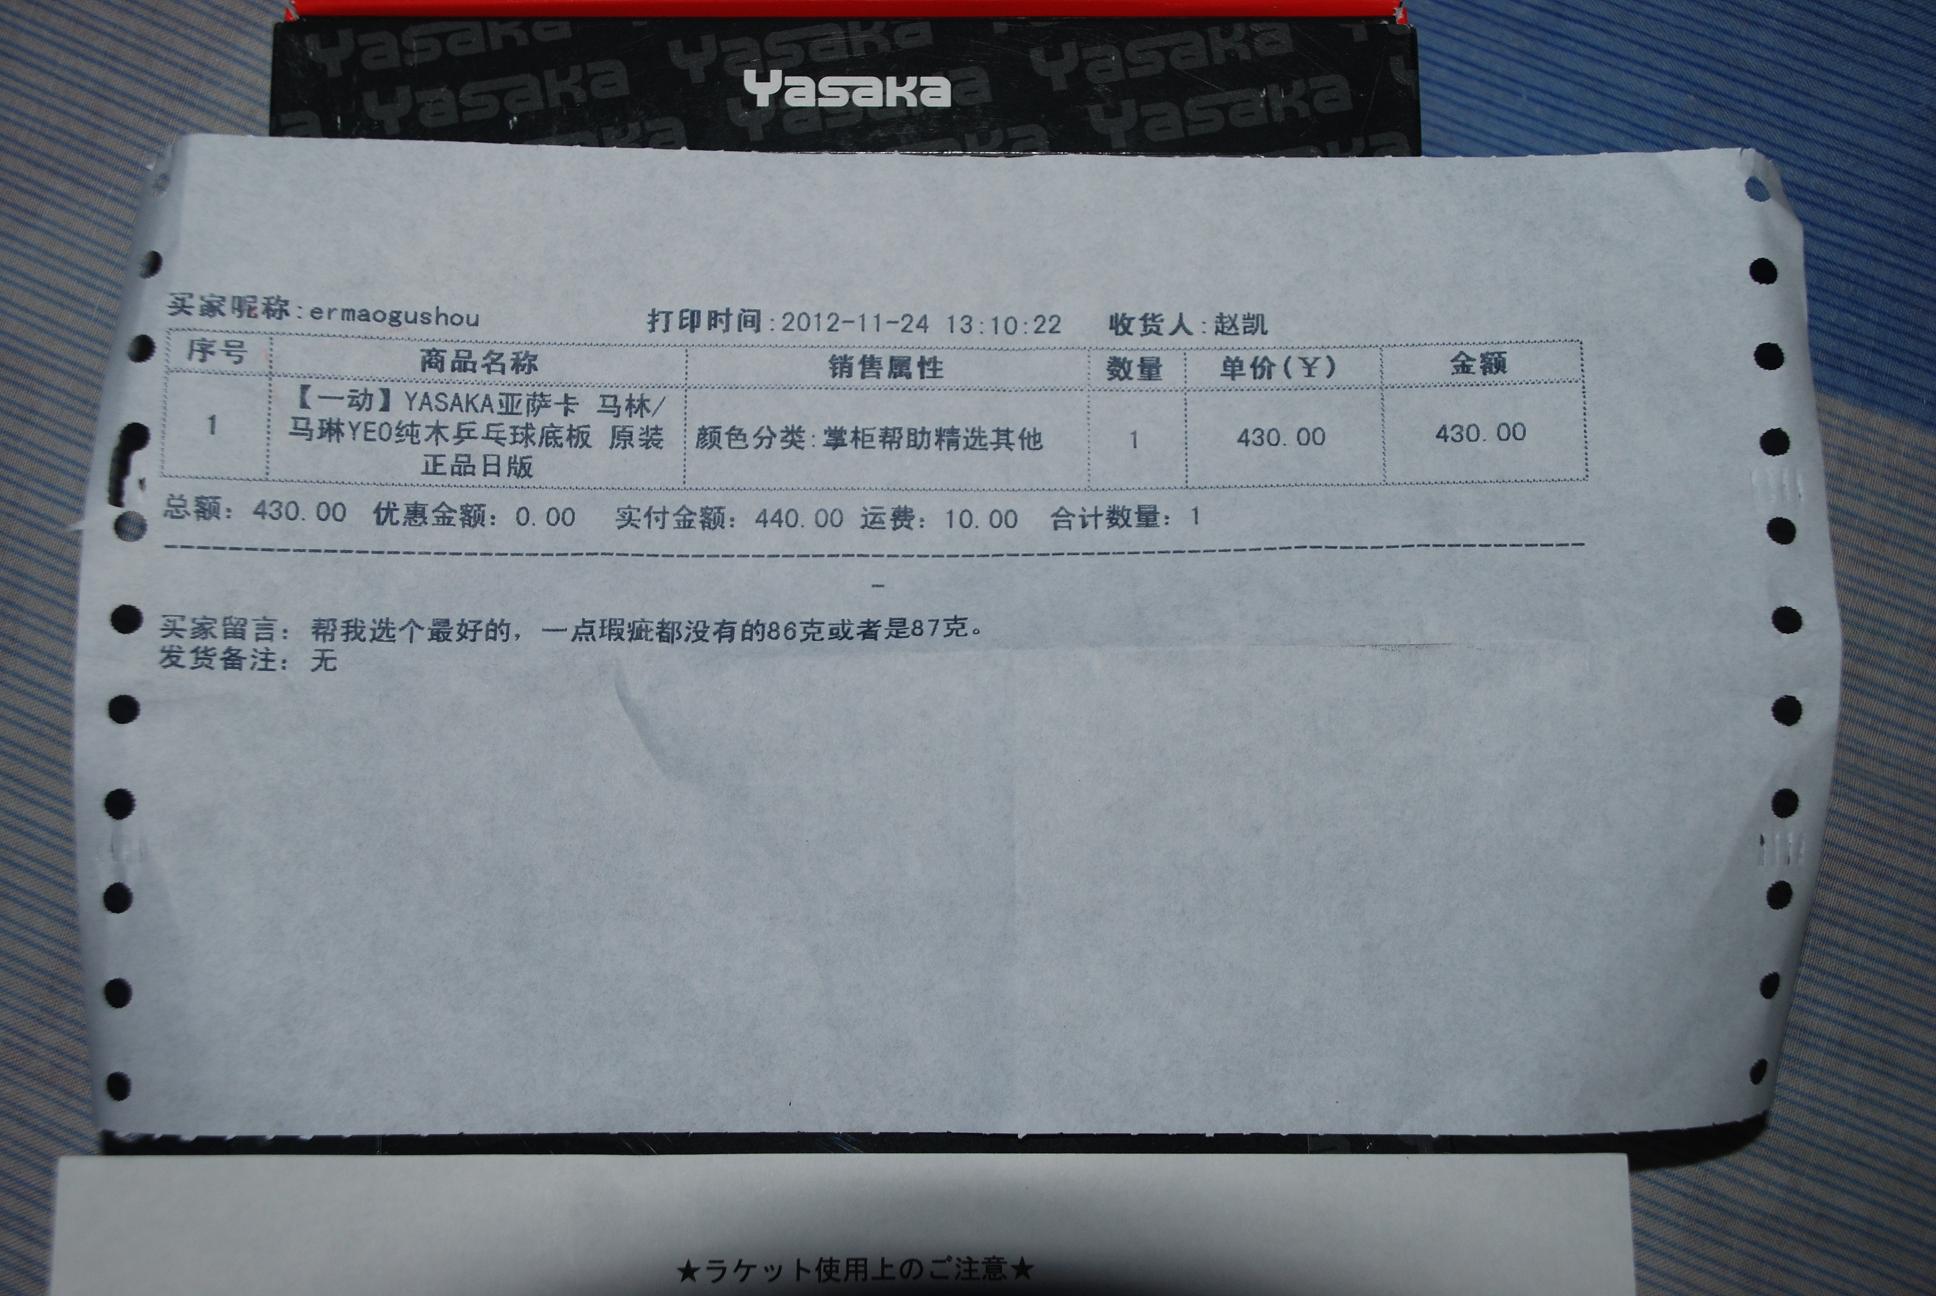 Yasaka
买家昵称:ermaogushou 打印时间:2012-11-24 13:10:22 收货人:赵凯
序号 商品名称 销售属性 数量 单价(¥) 金额
1 【一动】YASAKA亚萨卡 马林/马琳YEO纯木乒乓球底板 原装正品日版 颜色分类:掌柜帮助精选其他 1 430.00 430.00
总额: 430.00 优惠金额: 0.00 实付金额: 440.00 运费: 10.00 合计数量: 1
买家留言: 帮我选个最好的, 一点瑕疵都没有的86克或者是87克。
发货备注: 无
★ラケット使用上のご注意★